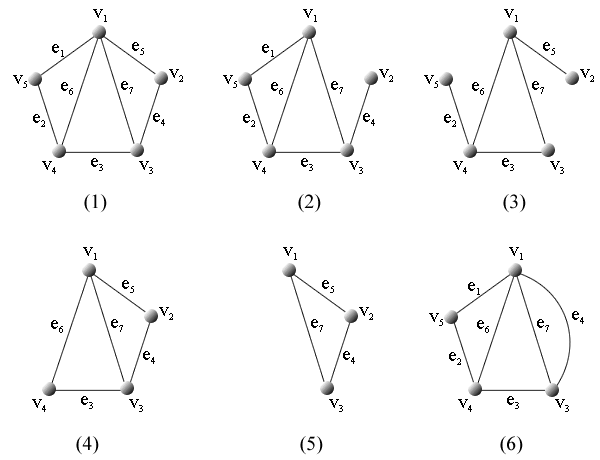 v₁
e₁ e₅
v₅ v₂
e₆ e₇
e₂ e₄
v₄ e₃ v₃
(1)
v₁
e₁
v₅ v₂
e₆ e₇
e₂ e₄
v₄ e₃ v₃
(2)
v₁
e₅
v₅ v₂
e₆ e₇
e₂
v₄ e₃ v₃
(3)
v₁
e₅
v₂
e₆ e₇
e₄
v₄ e₃ v₃
(4)
v₁
e₅
v₂
e₇
e₄
v₃
(5)
v₁
e₁
v₅ e₄
e₆ e₇
e₂
v₄ e₃ v₃
(6)